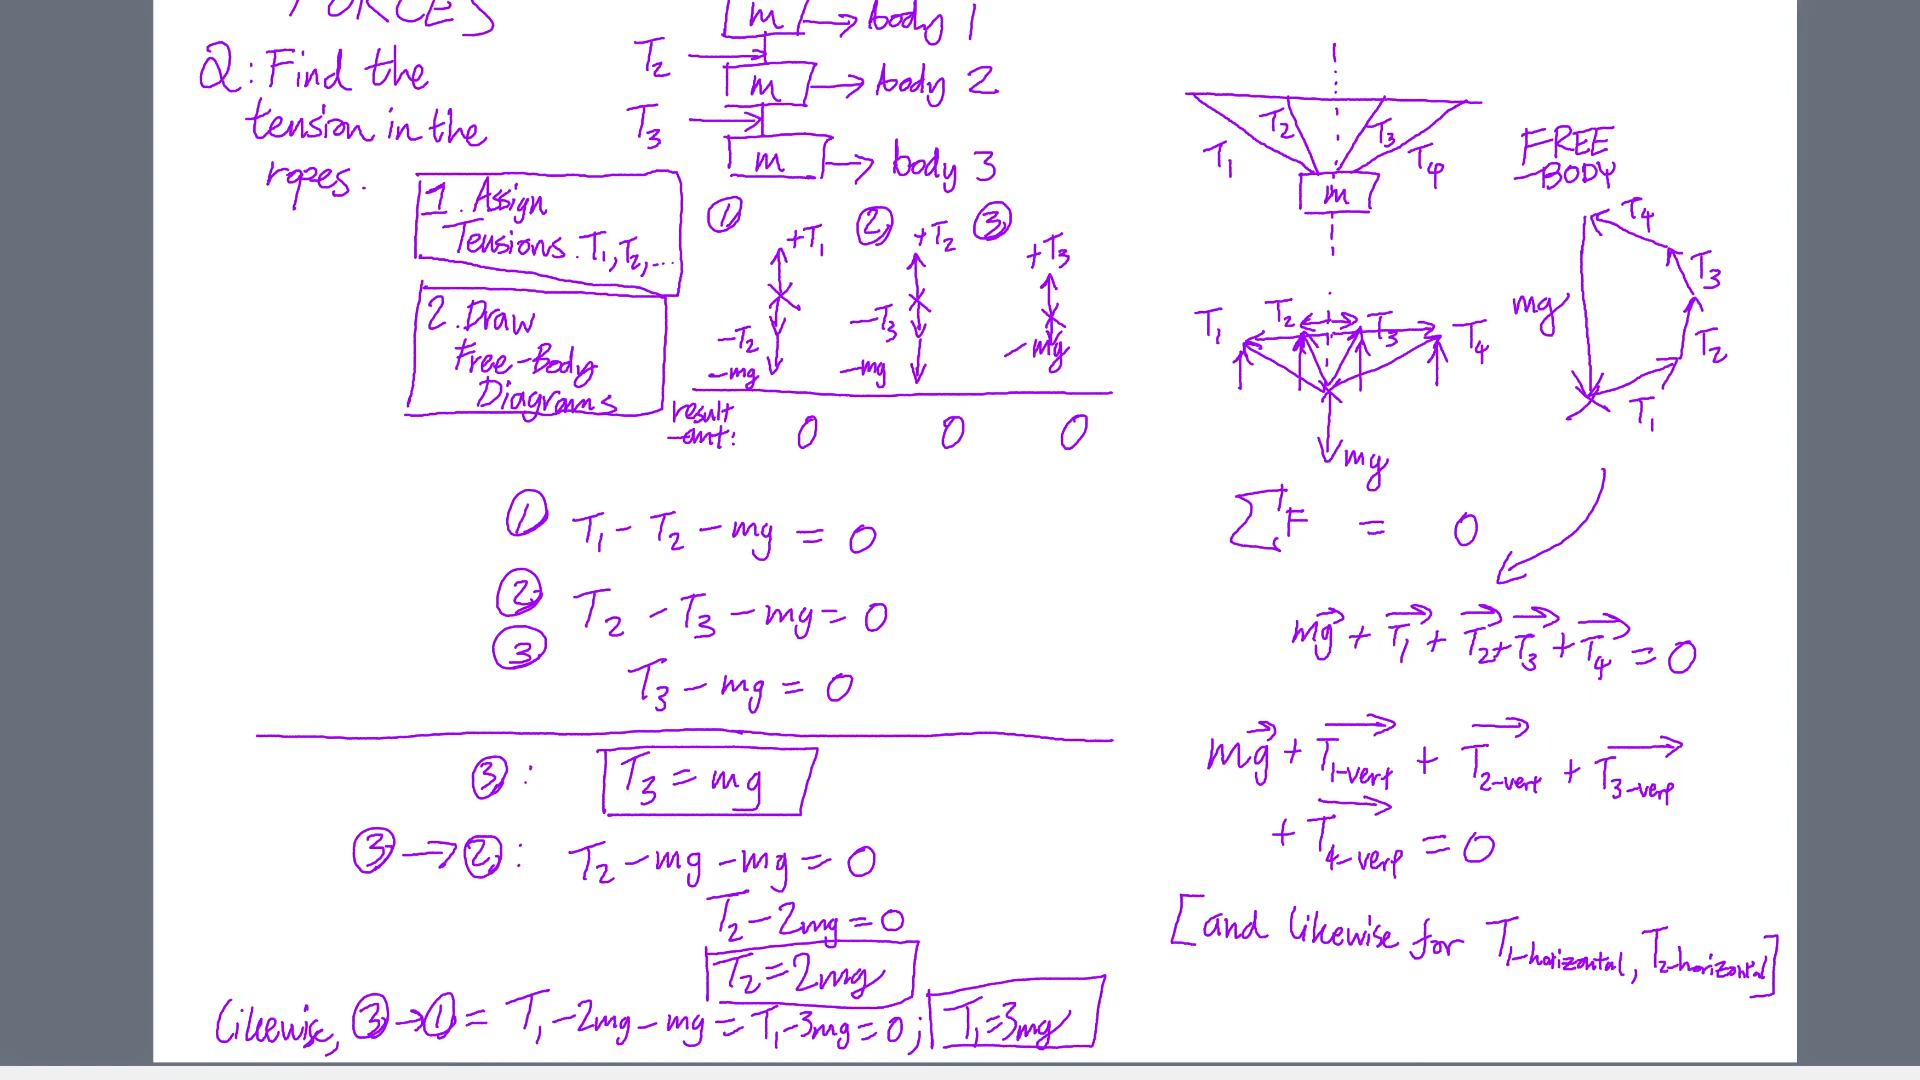 FORCES
Q: Find the
tension in the
ropes.
m → body 1
T₂
m → body 2
T₃
m → body 3
1. Assign
Tensions. T₁, T₂, ...
2. Draw
Free-Body
Diagrams
① ② ③
+T₁ +T₂ +T₃
-T₂ -T₃ -mg
-mg -mg
result
-ant: 0 0 0
① T₁ - T₂ - mg = 0
② T₂ - T₃ - mg = 0
③ T₃ - mg = 0
③ : T₃ = mg
③ → ② : T₂ - mg - mg = 0
T₂ - 2mg = 0
T₂ = 2mg
Likewise, ③ → ① = T₁ - 2mg - mg = T₁ - 3mg = 0; T₁ = 3mg
T₁ T₂ T₃ T₄
m
FREE
-BODY
T₁ T₂ T₃ T₄
mg
T₄
T₃
mg
T₂
T₁
∑F = 0
mg⃗ + T₁⃗ + T₂⃗ + T₃⃗ + T₄⃗ = 0
mg⃗ + T⃗₁₋vert + T⃗₂₋vert + T⃗₃₋vert
+ T⃗₄₋vert = 0
[and likewise for T₁₋horizontal, T₂₋horizontal]